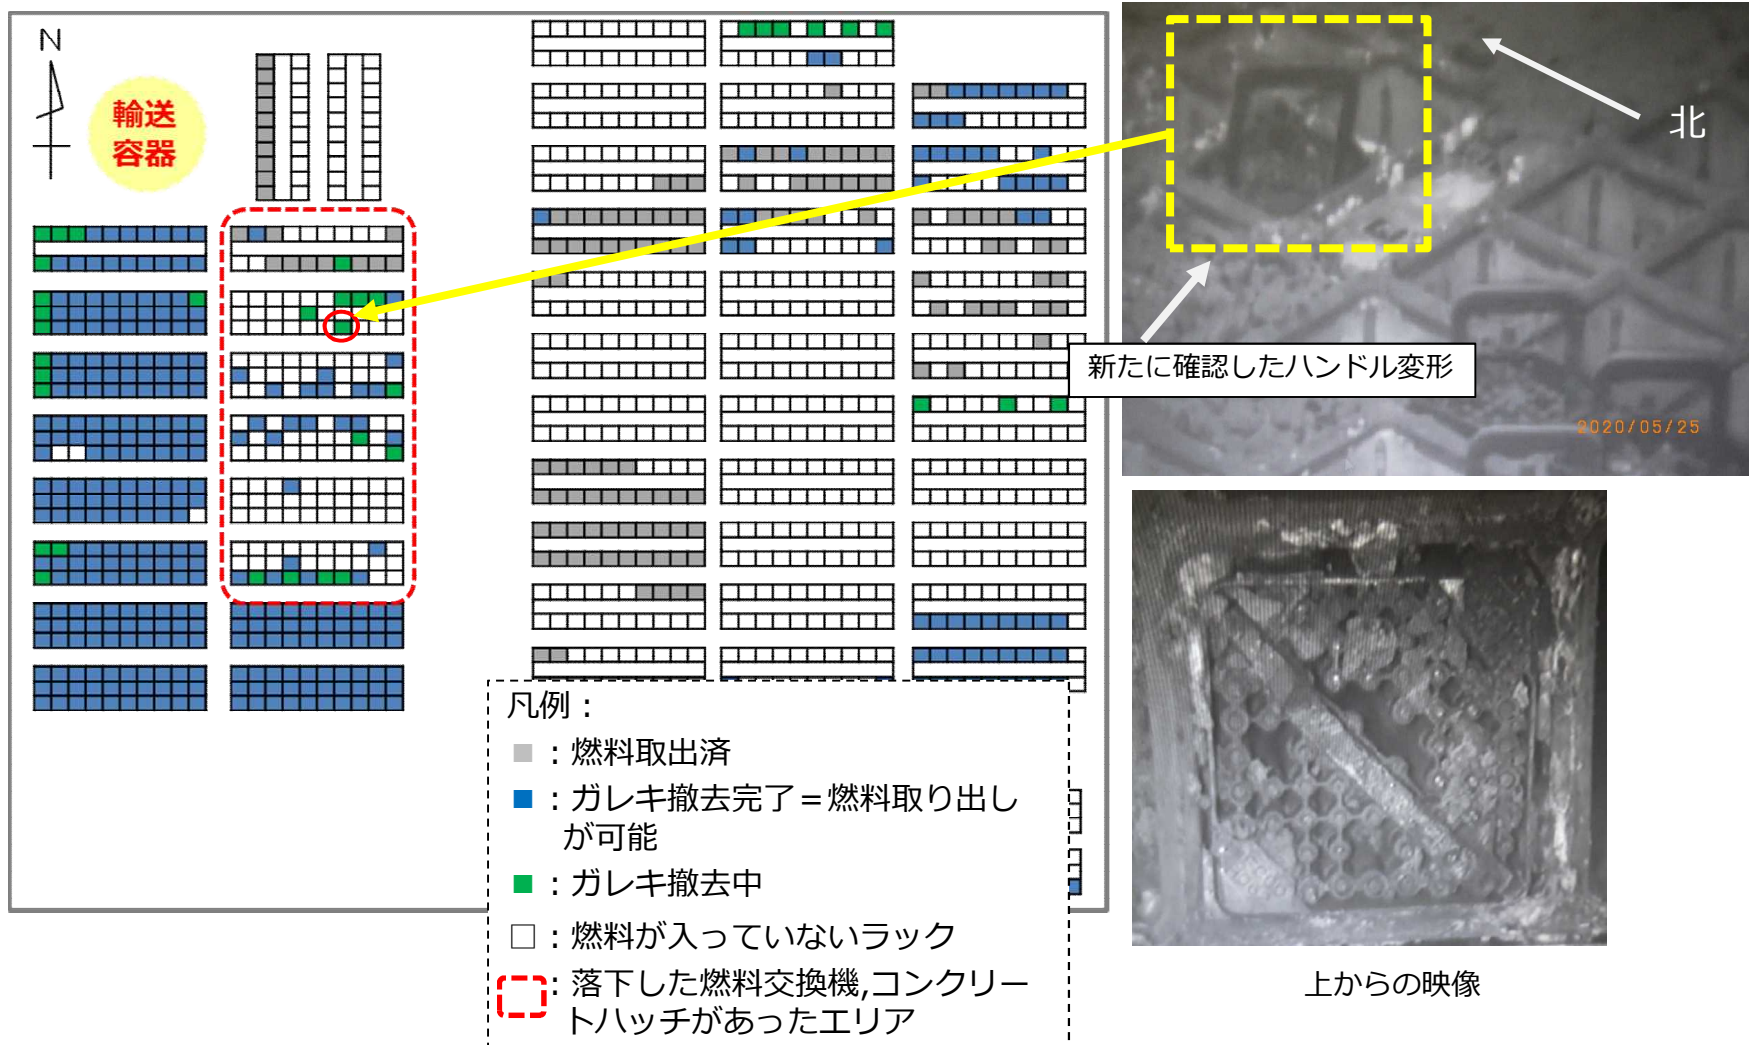 N
輸送
容器
北
新たに確認したハンドル変形
2020/05/25
凡例：
：燃料取出済
：ガレキ撤去完了＝燃料取り出し
が可能
：ガレキ撤去中
：燃料が入っていないラック
：落下した燃料交換機,コンクリー
トハッチがあったエリア
上からの映像